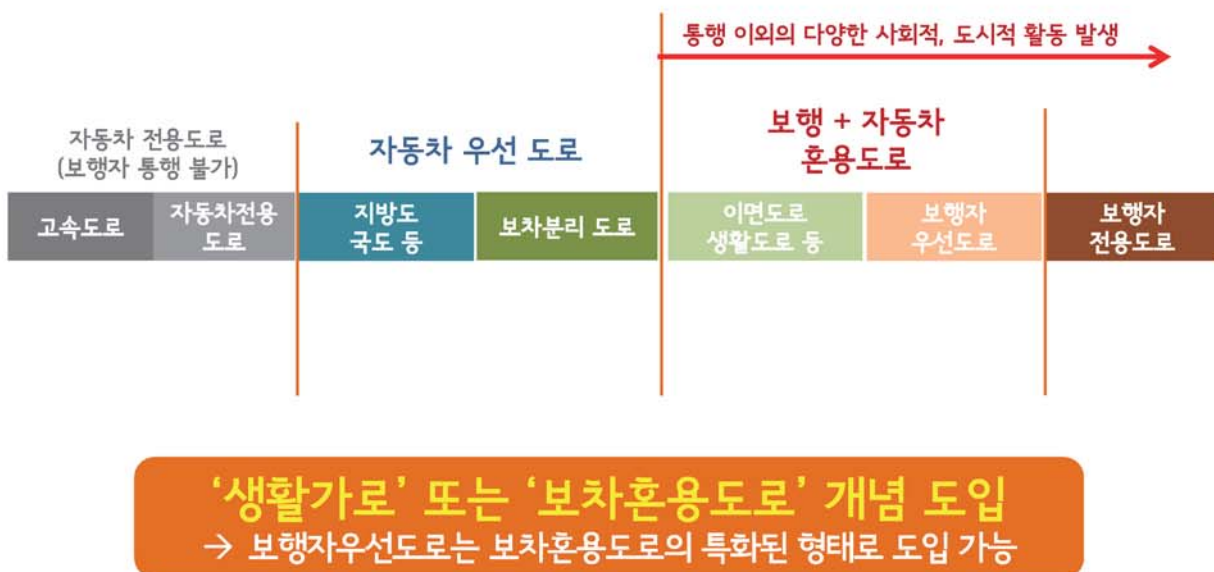 통행 이외의 다양한 사회적, 도시적 활동 발생
자동차 전용도로
(보행자 통행 불가)
자동차 우선 도로
보행 + 자동차
혼용도로
고속도로
자동차전용
도로
지방도
국도 등
보차분리 도로
이면도로
생활도로 등
보행자
우선도로
보행자
전용도로
‘생활가로’ 또는 ‘보차혼용도로’ 개념 도입
→ 보행자우선도로는 보차혼용도로의 특화된 형태로 도입 가능